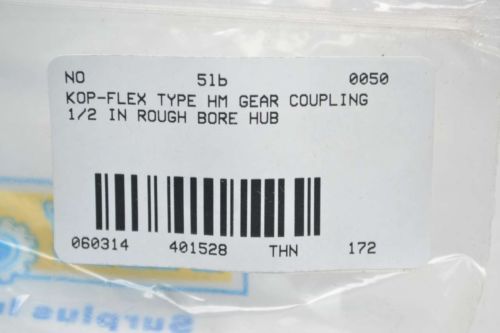 NO 51b 0050
KOP-FLEX TYPE HM GEAR COUPLING
1/2 IN ROUGH BORE HUB
060314 401528 THN 172
Surplus